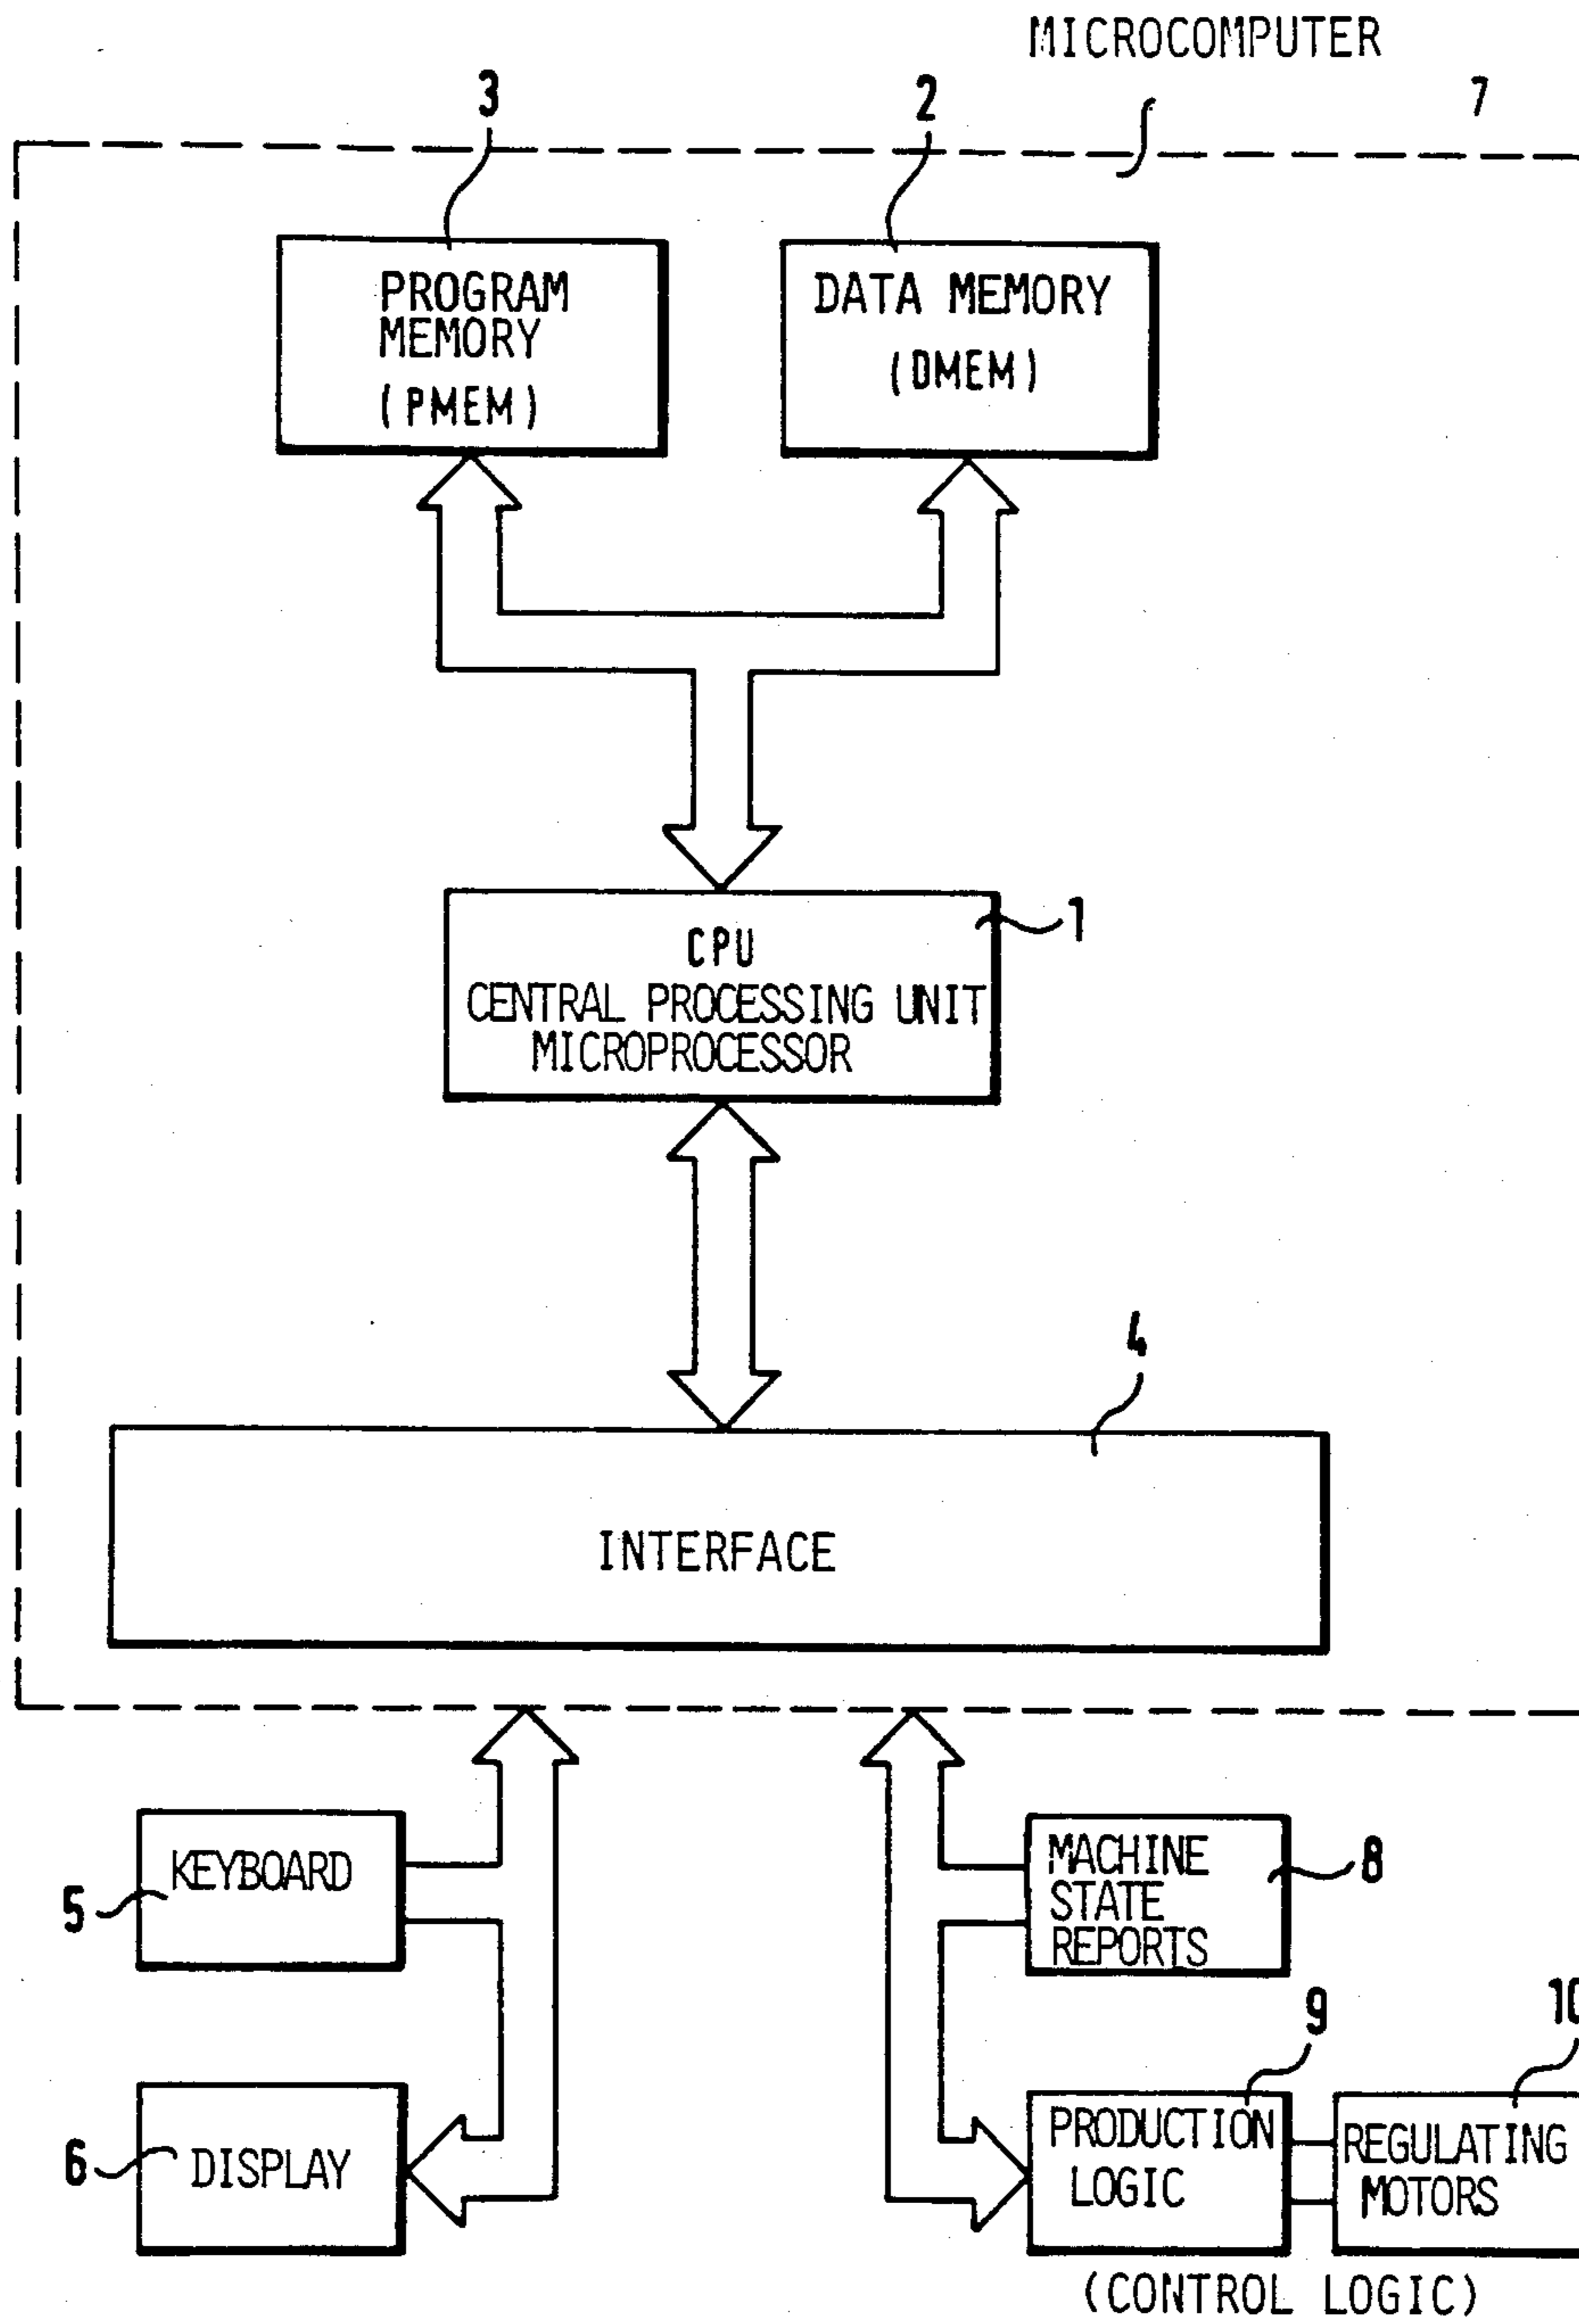 MICROCOMPUTER
3
2
7
PROGRAM
MEMORY
(PMEM)
DATA MEMORY
(DMEM)
1
CPU
CENTRAL PROCESSING UNIT
MICROPROCESSOR
4
INTERFACE
KEYBOARD
5
MACHINE
STATE
REPORTS
8
9
10
6
DISPLAY
PRODUCTION
LOGIC
REGULATING
MOTORS
(CONTROL LOGIC)